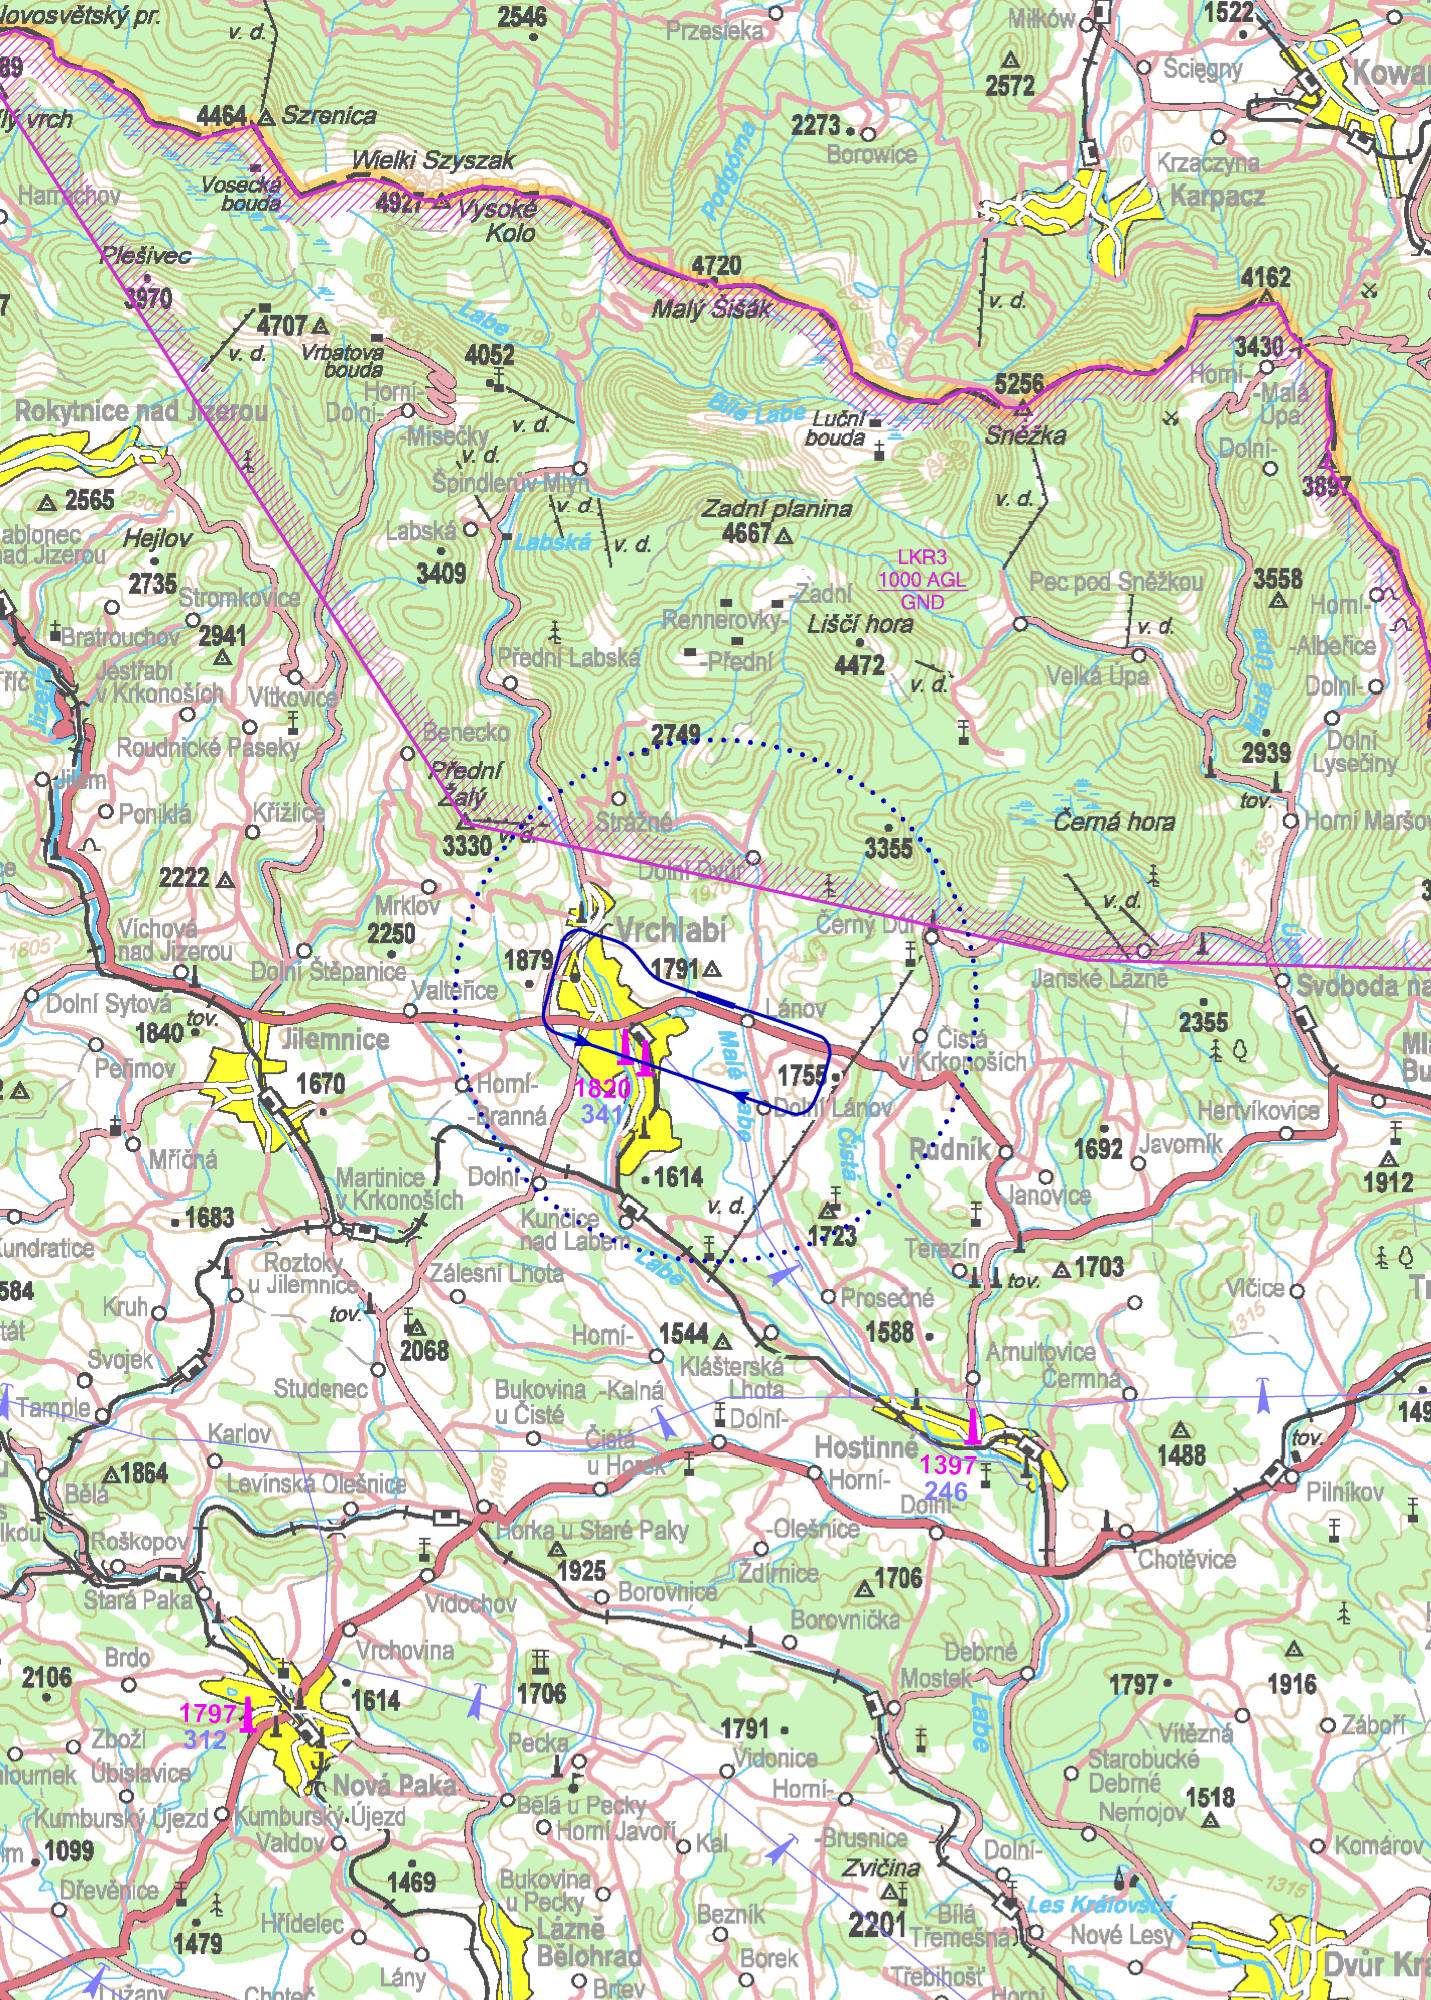 2546
Przesieka
Miłków
1522
v. d.
2572
Ściegny
4464
Szrenica
2273
Borowice
Podgórna
Krzaczyna
Karpacz
Wielki Szyszak
Vosecká
bouda
4927
Vysoké
Kolo
Harrachov
Plešivec
3970
4720
Malý Šišák
v. d.
4162
3430
Horní-
-Malá
Úpa
Dolní-
3897
4707
v. d.
Vrbatova
bouda
Labe
4052
Horní-
Dolní-
-Mísečky
v. d.
v. d.
Rokytnice nad Jizerou
Bílé Labe
Luční
bouda
5256
Sněžka
v. d.
2565
Špindlerův Mlýn
v. d.
v. d.
Labská
Labská
3409
Zadní planina
4667
LKR3
1000 AGL
GND
nad Jizerou
Hejlov
2735
Stromkovice
2941
Bratrouchov
Jestřabí
v Krkonoších
Vítkovice
Roudnické Paseky
-Zadní
Rennerovky-
-Přední
Liščí hora
4472
v. d.
Přední Labská
Pec pod Sněžkou
v. d.
Velká Úpa
3558
Horní-
-Albeřice
Dolní-
Malá Úpa
2939
Dolní
Lysečiny
tov.
Horní Maršov
Benecko
2749
Přední
Žalý
3330
v. d.
Jilem
Poniklá
Křížlice
Strážné
Dolní Dvůr
3355
Černá hora
v. d.
2222
Mrklov
2250
Víchová
nad Jizerou
Dolní Štěpanice
Valteřice
1879
Vrchlabí
1791
Černý Důl
Janské Lázně
Úpa
Svoboda na
Dolní Sytová
1840
tov.
Jilemnice
Lánov
Čistá
v Krkonoších
2355
Peřimov
1670
Horní-
-Branná
Dolní-
1820
341
Malé Labe
1755
Dolní Lánov
Čistá
Hertvíkovice
Mříčná
Martinice
v Krkonoších
1614
Rudník
1692
Javorník
1912
Janovice
v. d.
1723
Kunčice
nad Labem
Labe
1683
Roztoky
u Jilemnice
Zálesní Lhota
Terezín
tov.
1703
Vlčice
Kruh
tov.
2068
Prosečné
1588
Horní-
1544
Klášterská
Lhota
-Kalná
Dolní-
Svojek
Studenec
Bukovina
u Čisté
Arnultovice
Čermná
1315
Tample
Karlov
Čistá
u Horek
Hostinné
1397
246
1488
tov.
1864
Bělá
Levínská Olešnice
1480
Horní-
Dolní-
-Olešnice
Pilníkov
Roškopov
Horka u Staré Paky
1925
Ždírnice
Chotěvice
Stará Paka
Vidochov
Borovnice
1706
Borovnička
Brdo
Vrchovina
Debrné
Mostek
2106
1614
1706
1797
1916
1797
312
Zboží
Úbislavice
Nová Paka
Pecka
1791
Vidonice
Horní-
Labe
Vítězná
Záboří
Starobucké
Debrné
Nemojov
1518
Kumburský Újezd
Kumburský Újezd
Valdov
Bělá u Pecky
Horní Javoří
Kal
-Brusnice
Dolní-
Komárov
1099
1469
Zvičina
2201
Dřevěnice
Bukovina
u Pecky
Les Království
1315
1479
Hřídelec
Lázně
Bělohrad
Bezník
Bílá
Třemešná
Nové Lesy
Lány
Borek
Třebihošť
Dvůr Krá
Lužany
Choteč
Brtev
Horní